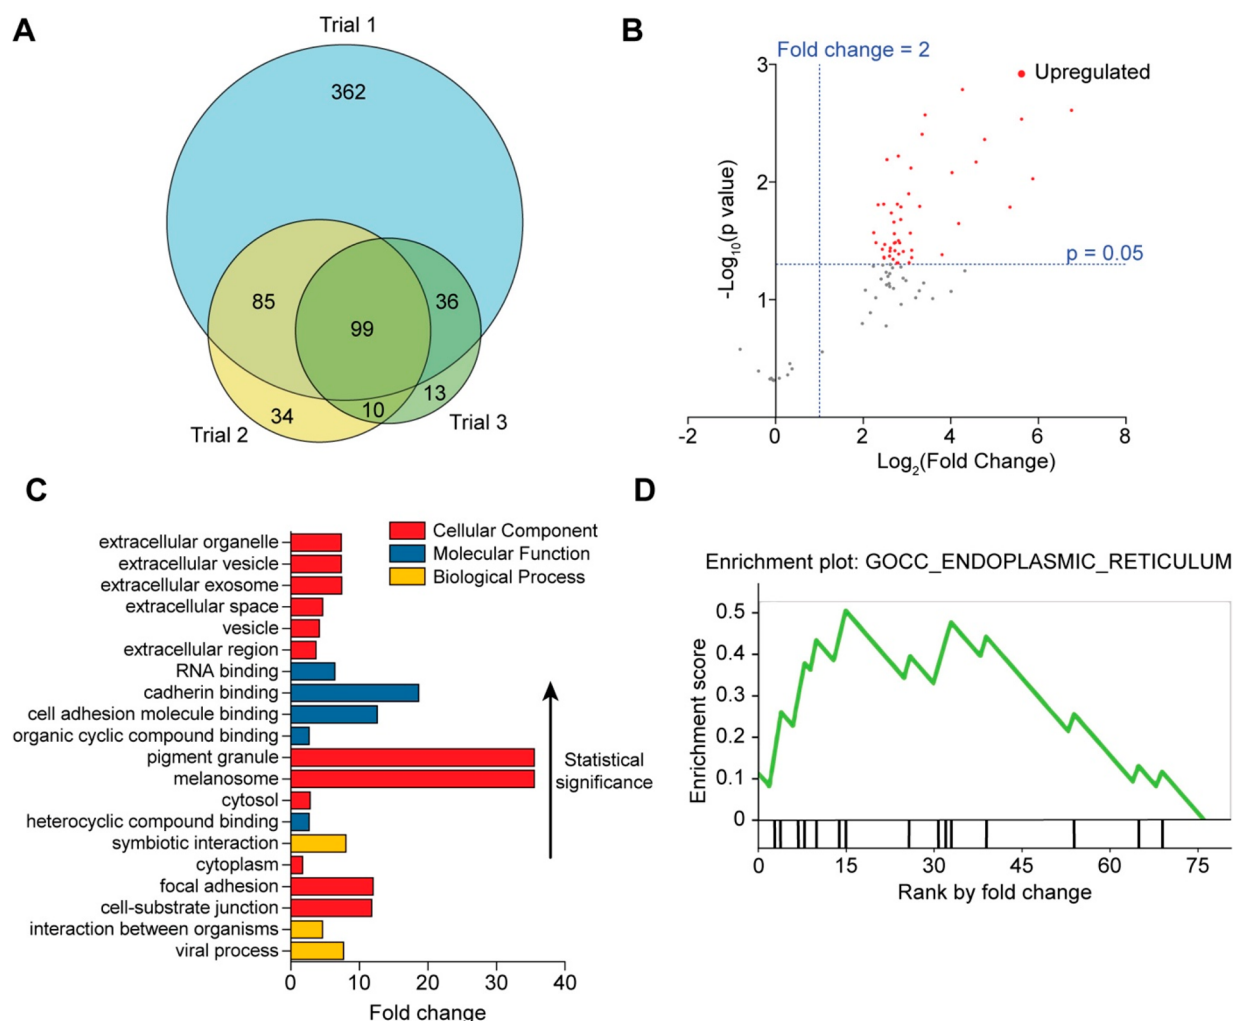 A
Trial 1
362
85
36
99
34
10
13
Trial 2
Trial 3
B
Fold change = 2
Upregulated
p = 0.05
3
2
1
-Log10(p value)
-2 0 2 4 6 8
Log2(Fold Change)
C
Cellular Component
Molecular Function
Biological Process
extracellular organelle
extracellular vesicle
extracellular exosome
extracellular space
vesicle
extracellular region
RNA binding
cadherin binding
cell adhesion molecule binding
organic cyclic compound binding
pigment granule
melanosome
cytosol
heterocyclic compound binding
symbiotic interaction
cytoplasm
focal adhesion
cell-substrate junction
interaction between organisms
viral process
Statistical
significance
0 10 20 30 40
Fold change
D
Enrichment plot: GOCC_ENDOPLASMIC_RETICULUM
Enrichment score
0.5
0.4
0.3
0.2
0.1
0
0 15 30 45 60 75
Rank by fold change